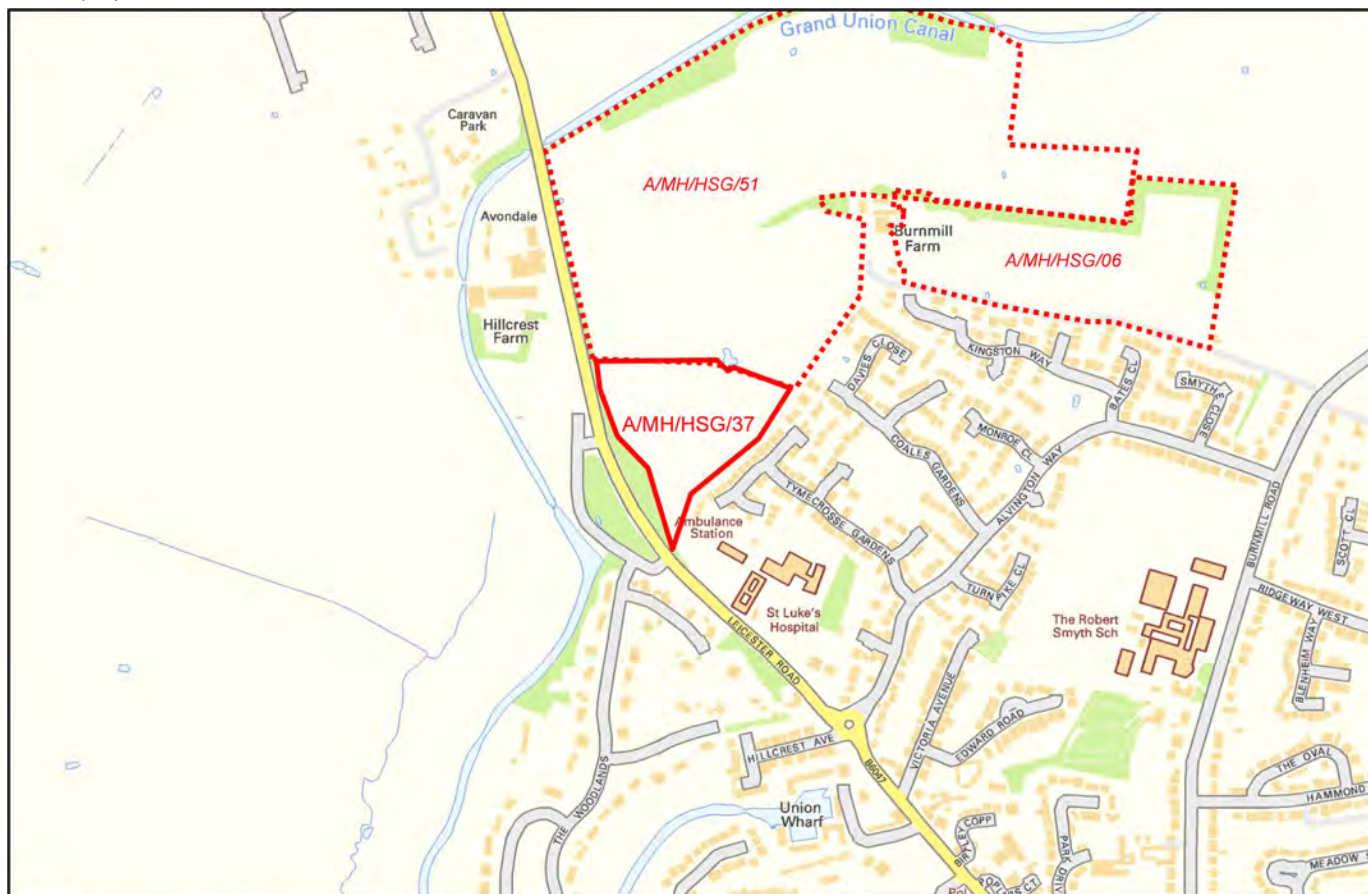 Grand Union Canal
Caravan
Park
A/MH/HSG/51
Avondale
Burnmill
Farm
A/MH/HSG/06
Hillcrest
Farm
KINGSTON WAY
DAVIES CLOSE
BATES CL
SMYTHE CLOSE
A/MH/HSG/37
MONROE CL
COALES GARDENS
ALVINGTON WAY
TYMECROSSE GARDENS
BURNMILL ROAD
SCOTT CL
Ambulance
Station
TURNPIKE CL
RIDGEWAY WEST
St Luke's
Hospital
The Robert
Smyth Sch
BLENHEIM WAY
LEICESTER ROAD
VICTORIA AVENUE
EDWARD ROAD
HILLCREST AVE
THE WOODLANDS
B6047
THE OVAL
HAMMOND
Union
Wharf
BIRTLEY COPP
PARK DRIV
MEADOW